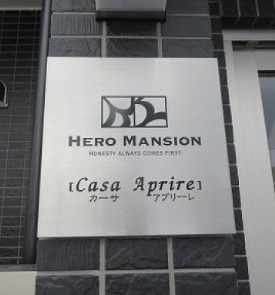 HERO MANSION
HONESTY ALWAYS COMES FIRST.
[Casa Aprire]
カーサ アプリーレ